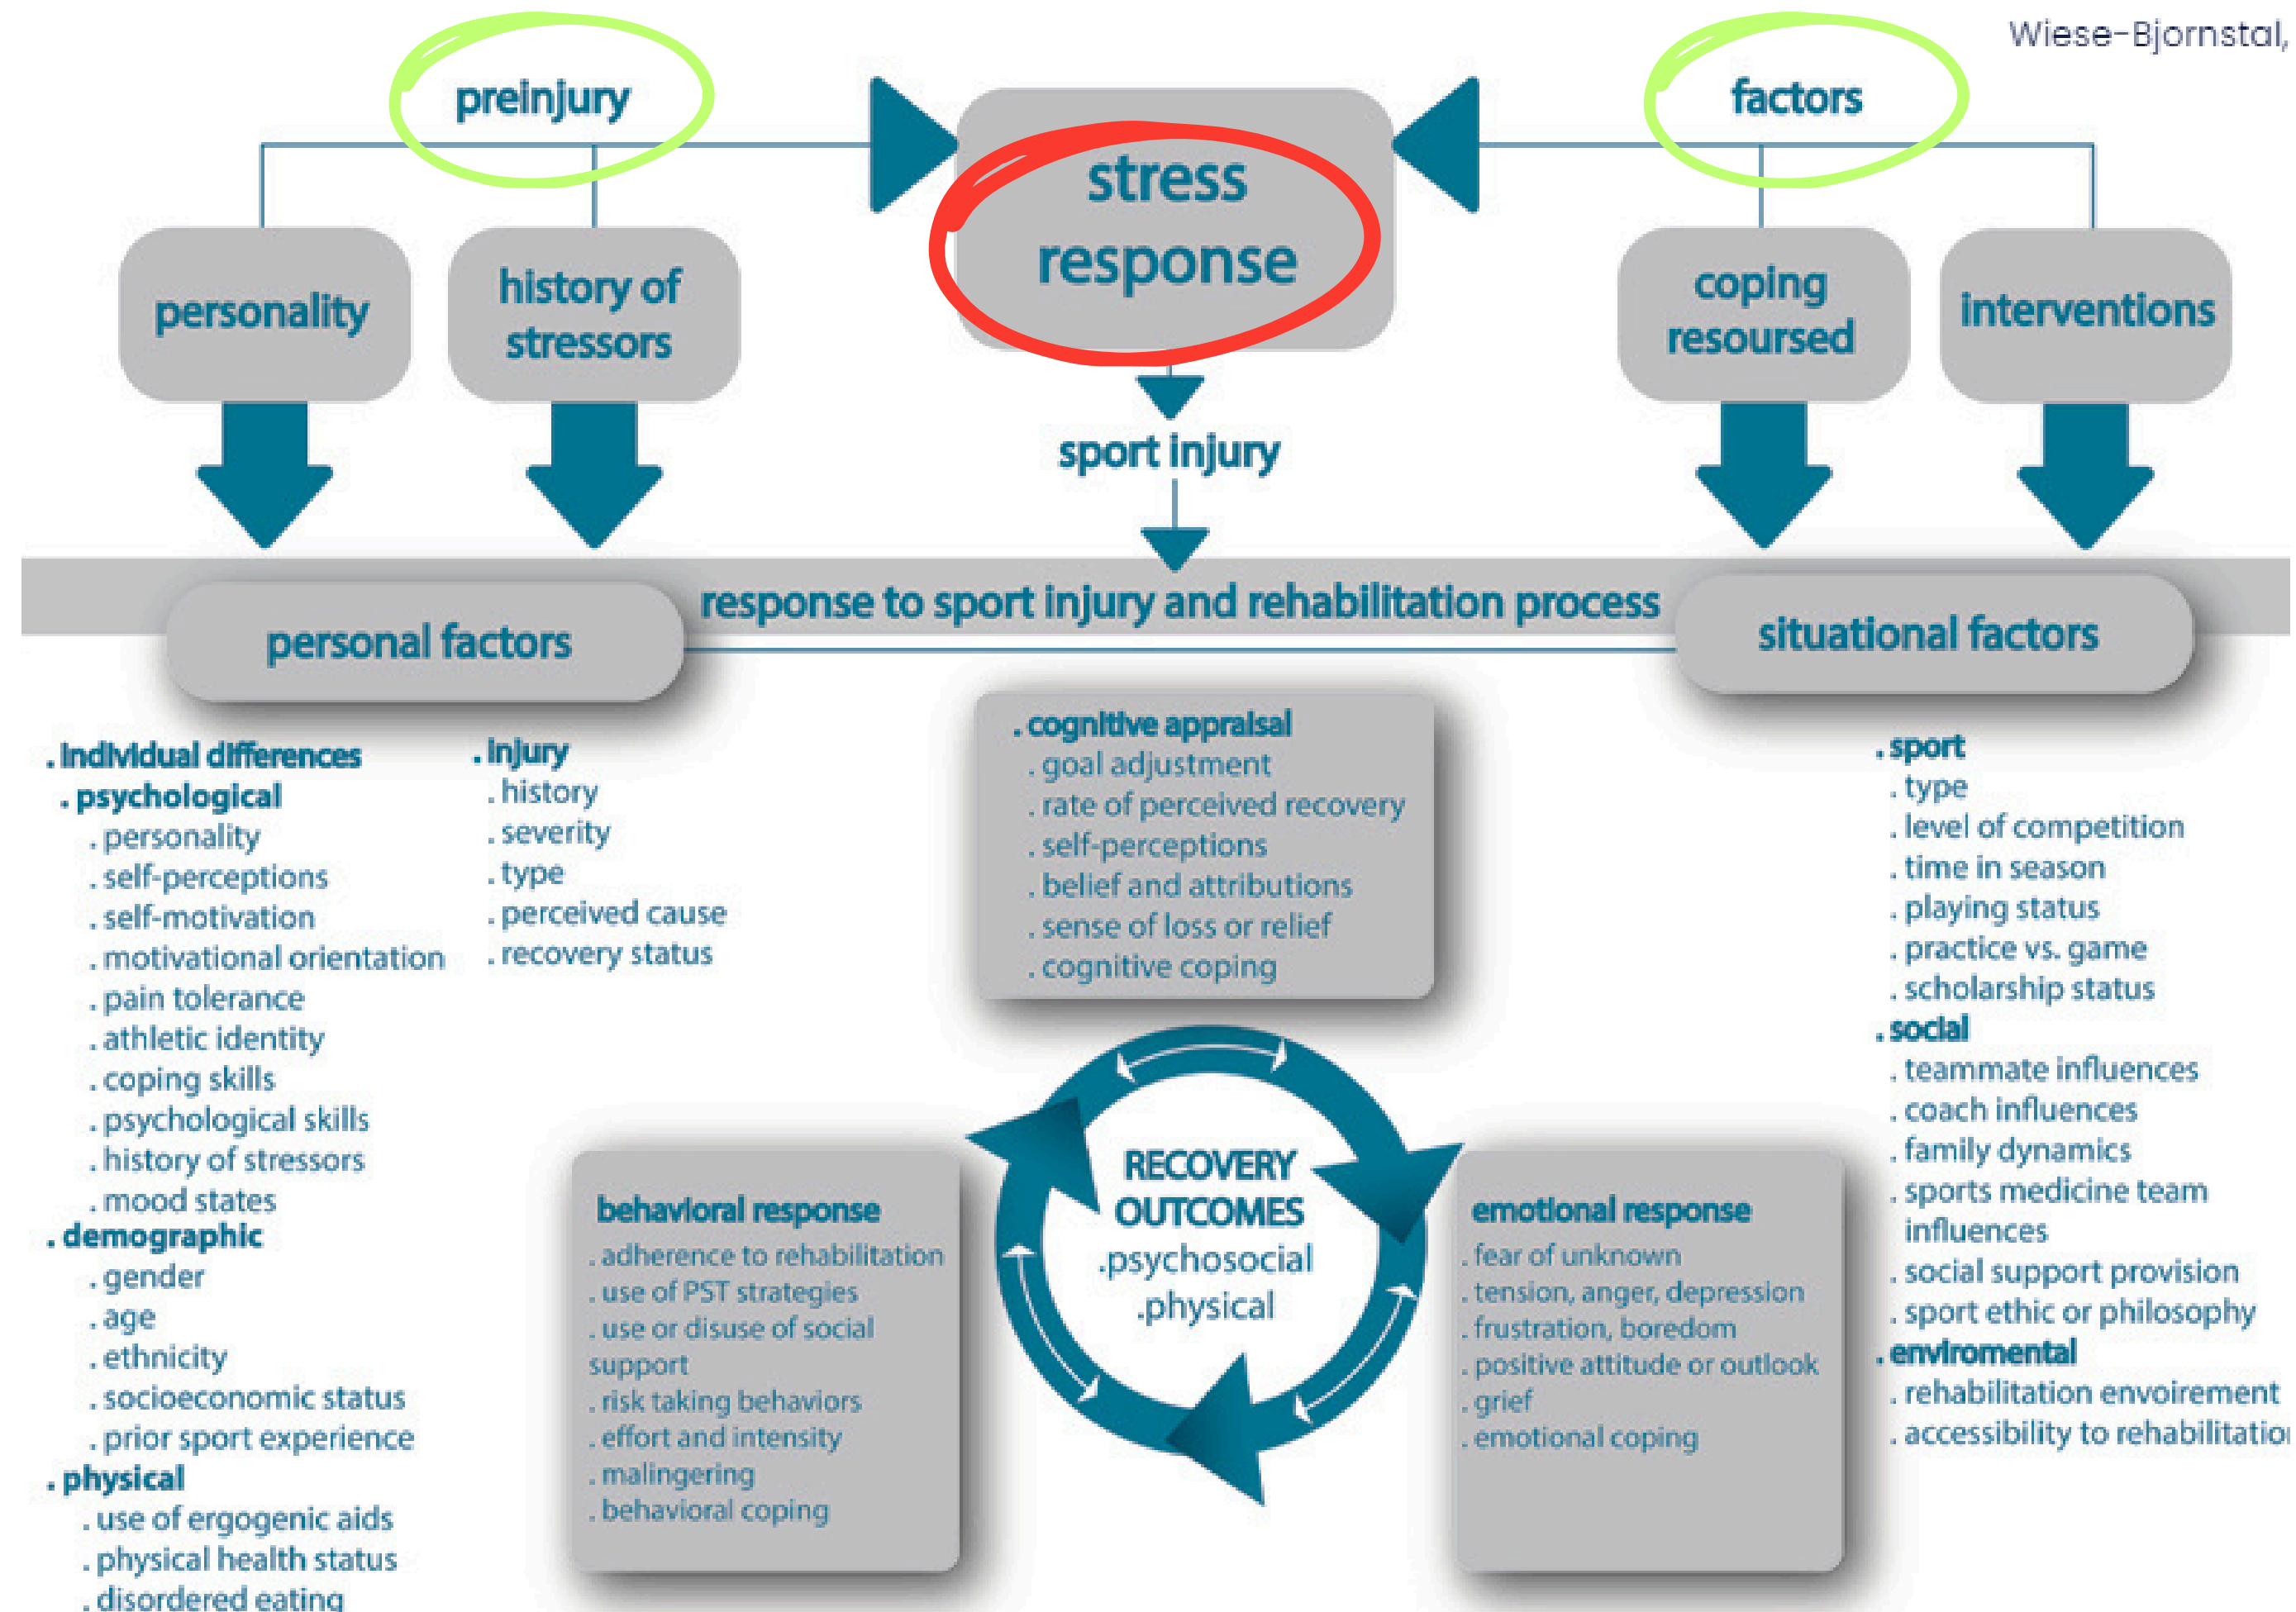 Wiese-Bjornstal,
preinjury
factors
stress
response
personality
history of
stressors
coping
resoursed
interventions
sport injury
response to sport injury and rehabilitation process
personal factors
situational factors
. individual differences
. psychological
. personality
. self-perceptions
. self-motivation
. motivational orientation
. pain tolerance
. athletic identity
. coping skills
. psychological skills
. history of stressors
. mood states
. demographic
. gender
. age
. ethnicity
. socioeconomic status
. prior sport experience
. physical
. use of ergogenic aids
. physical health status
. disordered eating
. injury
. history
. severity
. type
. perceived cause
. recovery status
. cognitive appraisal
. goal adjustment
. rate of perceived recovery
. self-perceptions
. belief and attributions
. sense of loss or relief
. cognitive coping
behavioral response
. adherence to rehabilitation
. use of PST strategies
. use or disuse of social
support
. risk taking behaviors
. effort and intensity
. malingering
. behavioral coping
RECOVERY
OUTCOMES
.psychosocial
.physical
emotional response
. fear of unknown
. tension, anger, depression
. frustration, boredom
. positive attitude or outlook
. grief
. emotional coping
. sport
. type
. level of competition
. time in season
. playing status
. practice vs. game
. scholarship status
. social
. teammate influences
. coach influences
. family dynamics
. sports medicine team
influences
. social support provision
. sport ethic or philosophy
. enviromental
. rehabilitation envoirement
. accessibility to rehabilitatio